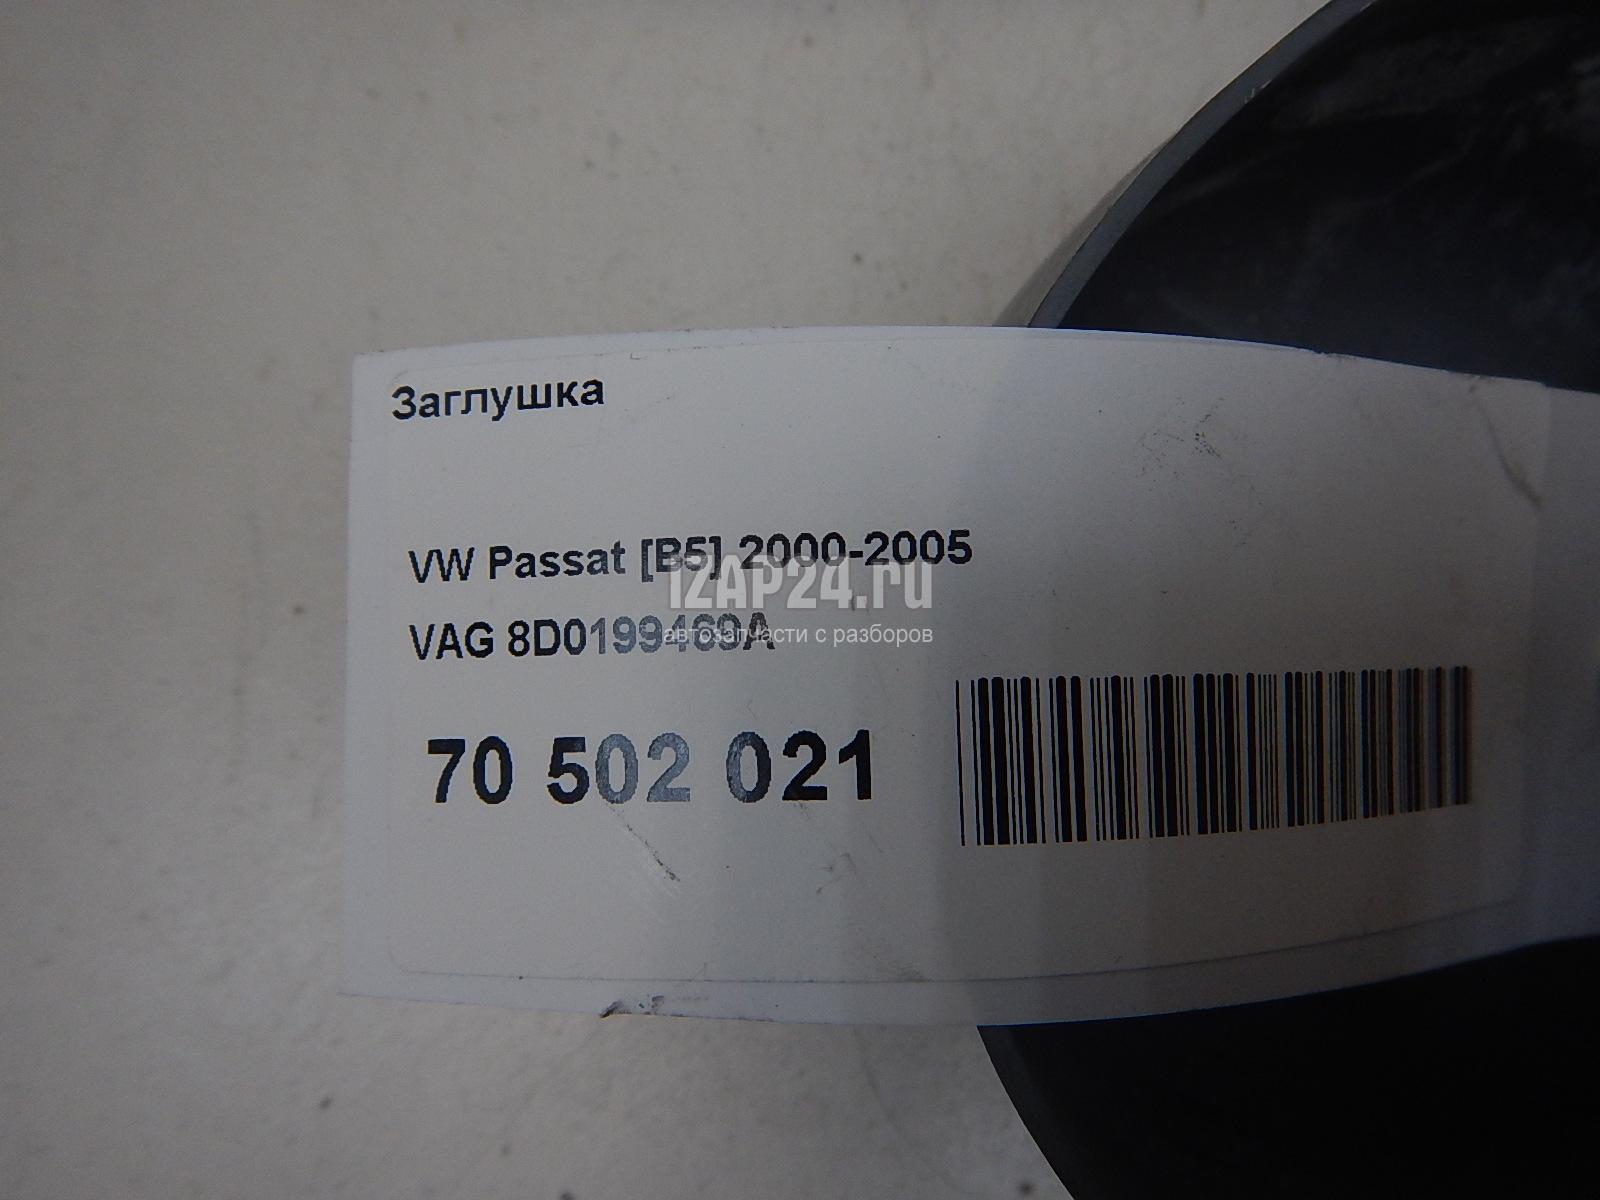 Заглушка
VW Passat [B5] 2000-2005
IZAP24.ru
VAG 8D0199469A
автозапчасти с разборов
70 502 021